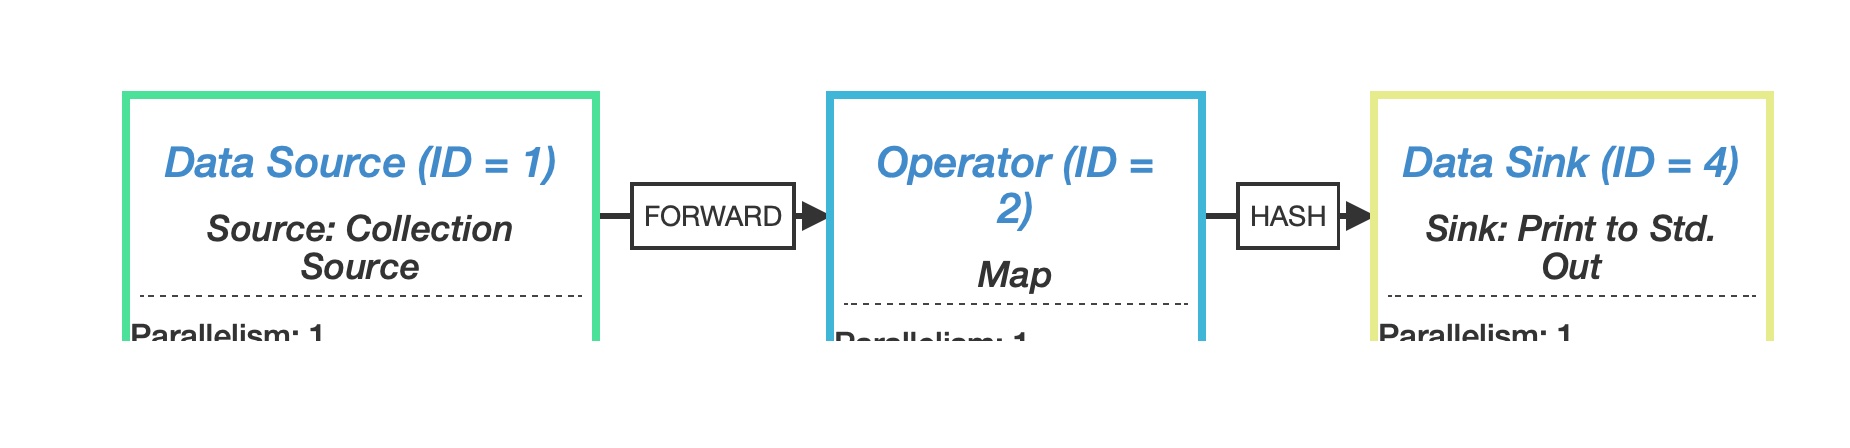 Data Source (ID = 1)
Source: Collection
Source
Parallelism: 1
FORWARD
Operator (ID =
2)
Map
Parallelism: 1
HASH
Data Sink (ID = 4)
Sink: Print to Std.
Out
Parallelism: 1